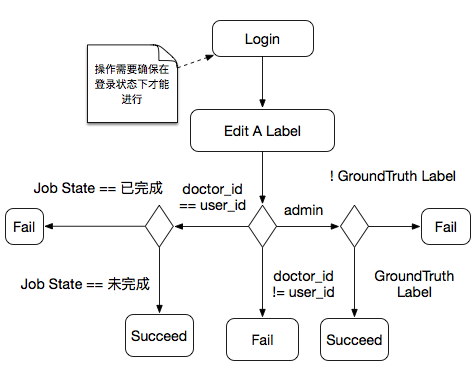 Login
操作需要确保在
登录状态下才能
进行
Edit A Label
Job State == 已完成
doctor_id
== user_id
admin
! GroundTruth Label
Fail
Fail
Job State == 未完成
doctor_id
!= user_id
GroundTruth
Label
Succeed
Fail
Succeed